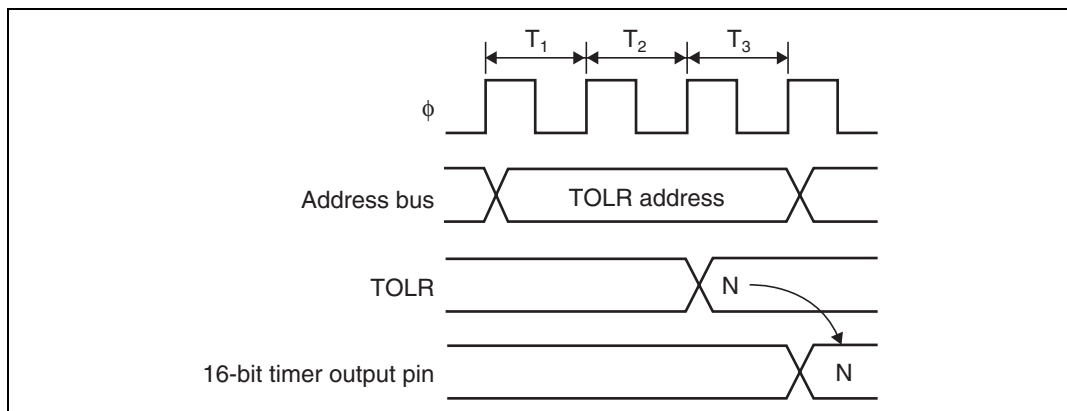 T₁ T₂ T₃
φ
Address bus TOLR address
TOLR N
16-bit timer output pin N